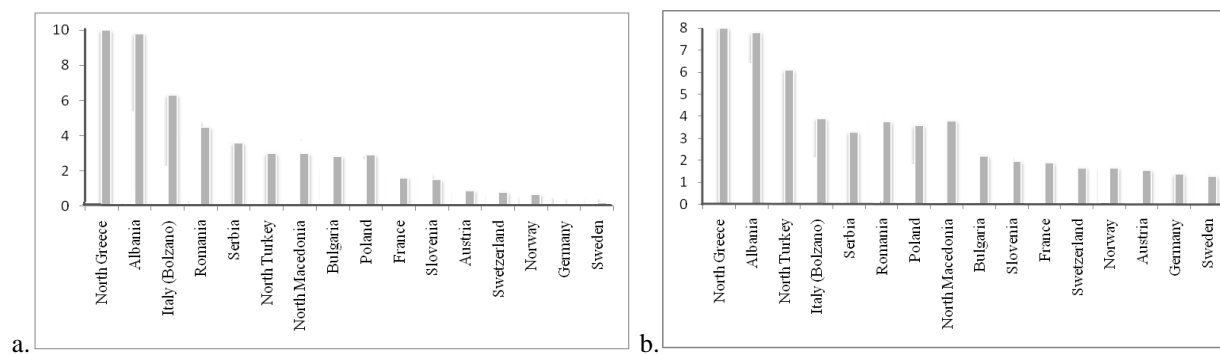 10
8
6
4
2
0
North Greece
Albania
Italy (Bolzano)
Romania
Serbia
North Turkey
North Macedonia
Bulgaria
Poland
France
Slovenia
Austria
Swetzerland
Norway
Germany
Sweden
a.
8
7
6
5
4
3
2
1
0
North Greece
Albania
North Turkey
Italy (Bolzano)
Serbia
Romania
Poland
North Macedonia
Bulgaria
Slovenia
France
Swetzerland
Norway
Austria
Germany
Sweden
b.